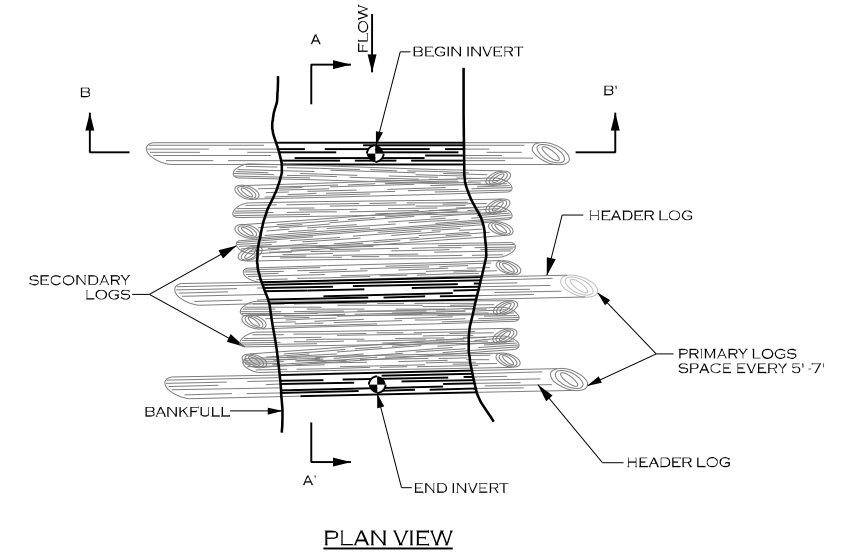 FLOW
A
BEGIN INVERT
B
B'
HEADER LOG
SECONDARY
LOGS
PRIMARY LOGS
SPACE EVERY 5' -7'
BANKFULL
HEADER LOG
A'
END INVERT
PLAN VIEW